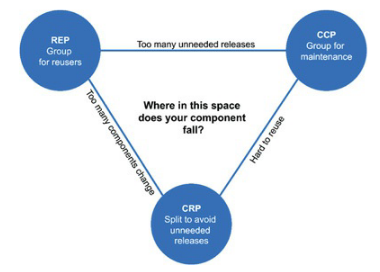 REP
Group
for reusers
Too many unneeded releases
CCP
Group for
maintenance
Where in this space
does your component
fall?
Too many components change
Hard to reuse
CRP
Split to avoid
unneeded
releases